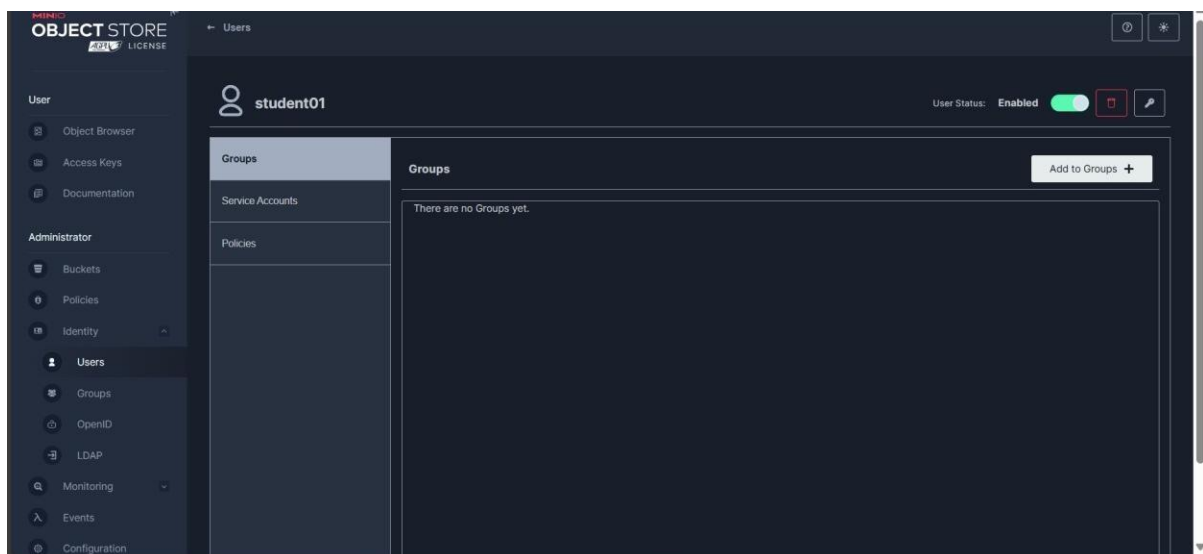 MINIO
OBJECT STORE
LICENSE
← Users
student01
User Status: Enabled
User
Object Browser
Access Keys
Documentation
Administrator
Buckets
Policies
Identity
Users
Groups
OpenID
LDAP
Monitoring
Events
Configuration
Groups
Service Accounts
Policies
Groups
Add to Groups +
There are no Groups yet.